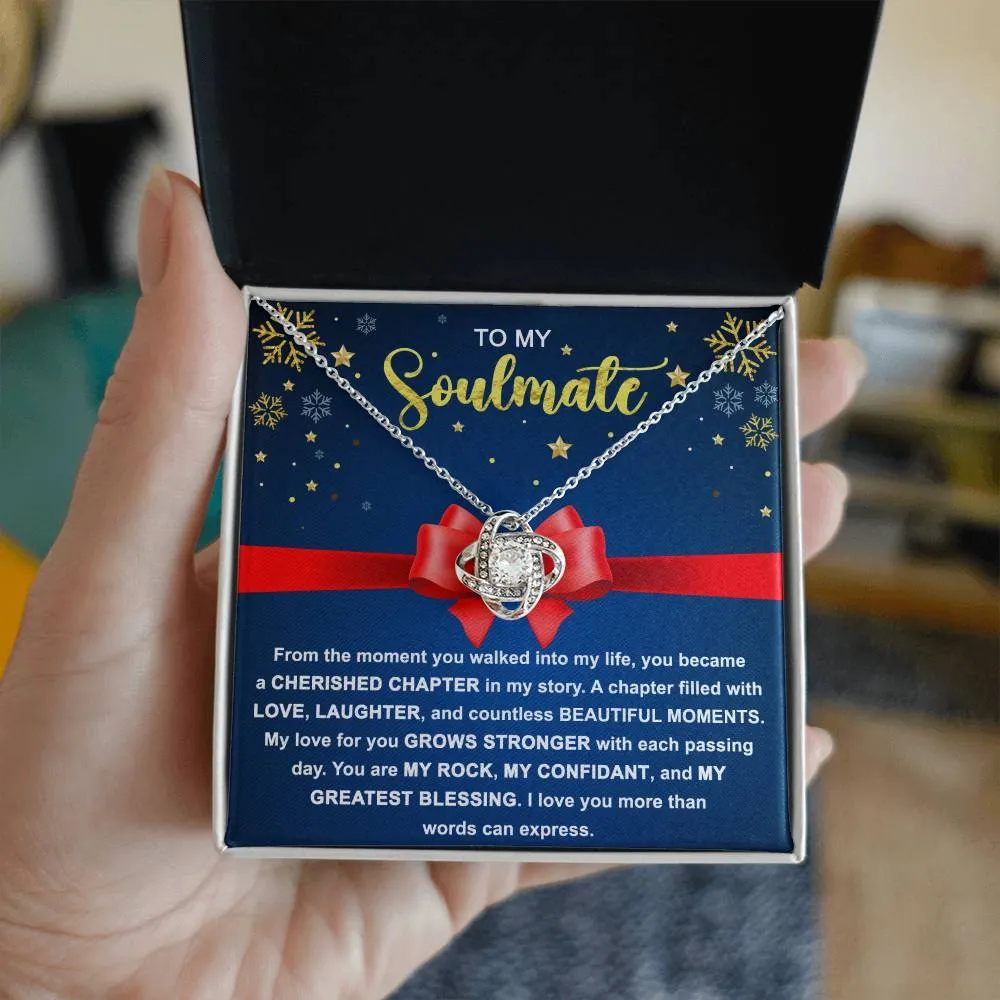 TO MY
Soulmate
From the moment you walked into my life, you became
a CHERISHED CHAPTER in my story. A chapter filled with
LOVE, LAUGHTER, and countless BEAUTIFUL MOMENTS.
My love for you GROWS STRONGER with each passing
day. You are MY ROCK, MY CONFIDANT, and MY
GREATEST BLESSING. I love you more than
words can express.